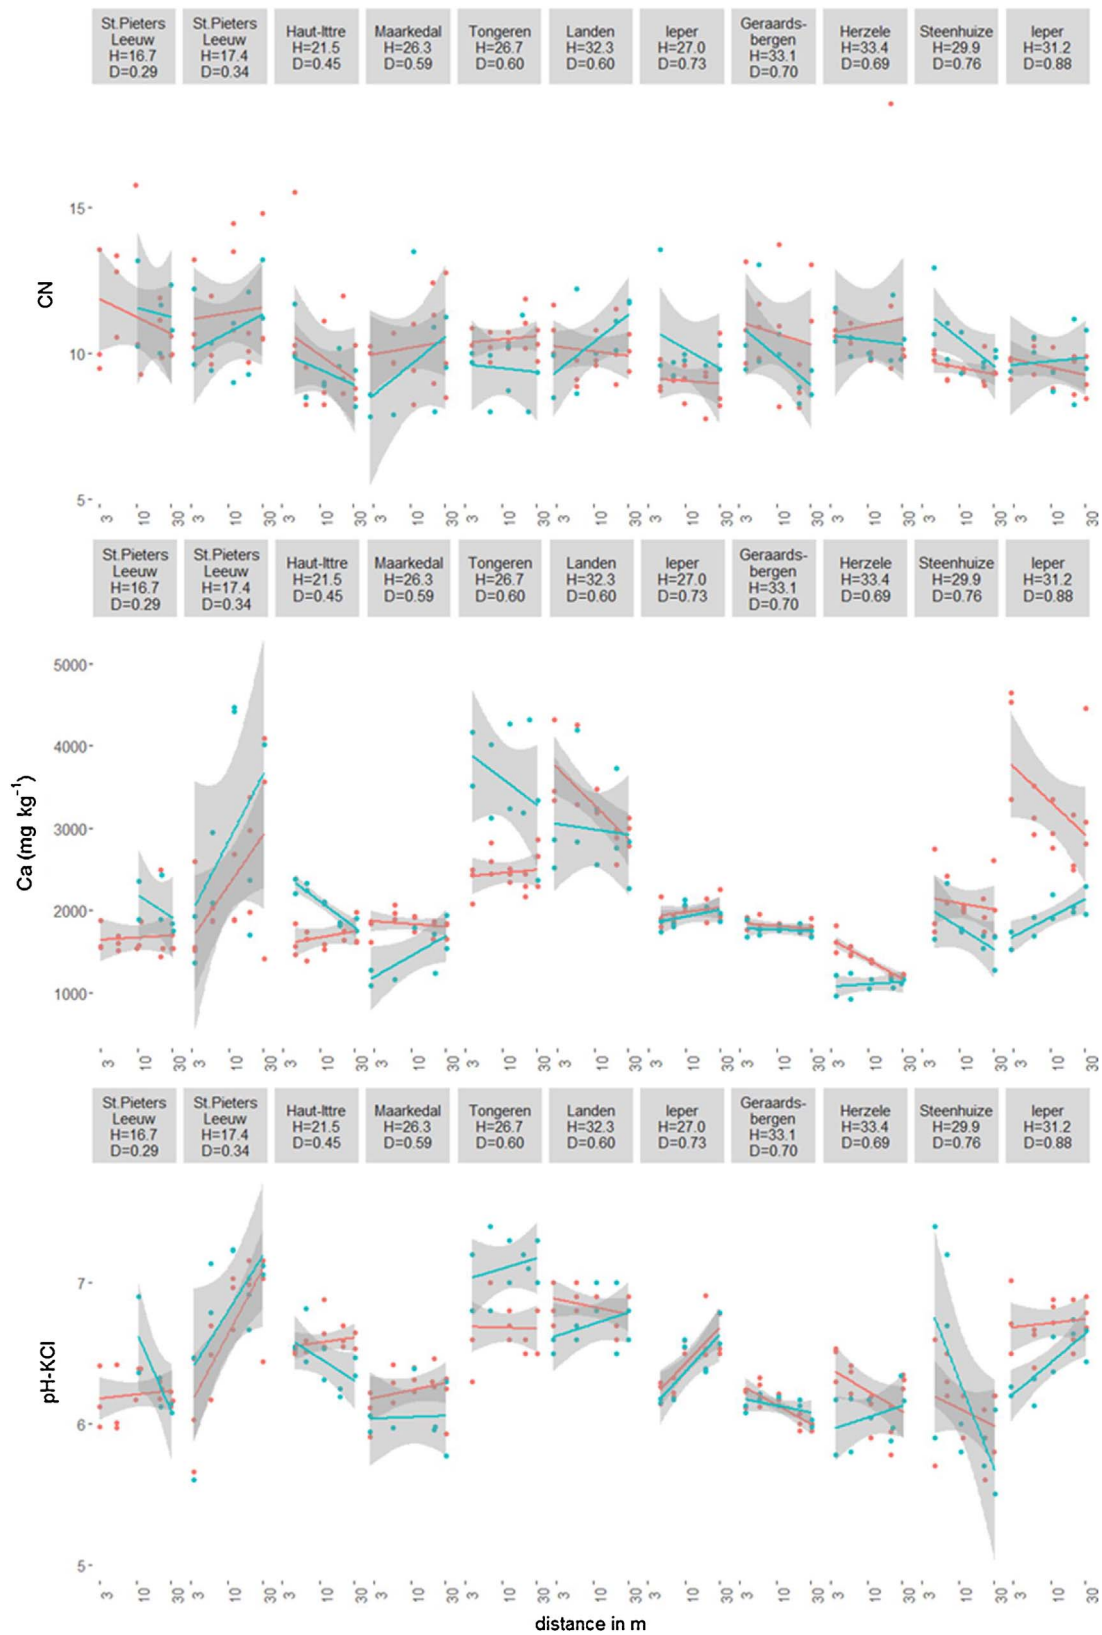 St.Pieters
Leeuw
H=16.7
D=0.29
St.Pieters
Leeuw
H=17.4
D=0.34
Haut-Ittre
H=21.5
D=0.45
Maarkedal
H=26.3
D=0.59
Tongeren
H=26.7
D=0.60
Landen
H=32.3
D=0.60
Ieper
H=27.0
D=0.73
Geraards-
bergen
H=33.1
D=0.70
Herzele
H=33.4
D=0.69
Steenhuize
H=29.9
D=0.76
Ieper
H=31.2
D=0.88
CN
15
10
5
3 10 30 3 10 30 3 10 30 3 10 30 3 10 30 3 10 30 3 10 30 3 10 30 3 10 30 3 10 30 3 10 30
St.Pieters
Leeuw
H=16.7
D=0.29
St.Pieters
Leeuw
H=17.4
D=0.34
Haut-Ittre
H=21.5
D=0.45
Maarkedal
H=26.3
D=0.59
Tongeren
H=26.7
D=0.60
Landen
H=32.3
D=0.60
Ieper
H=27.0
D=0.73
Geraards-
bergen
H=33.1
D=0.70
Herzele
H=33.4
D=0.69
Steenhuize
H=29.9
D=0.76
Ieper
H=31.2
D=0.88
Ca (mg kg⁻¹)
5000
4000
3000
2000
1000
3 10 30 3 10 30 3 10 30 3 10 30 3 10 30 3 10 30 3 10 30 3 10 30 3 10 30 3 10 30 3 10 30
St.Pieters
Leeuw
H=16.7
D=0.29
St.Pieters
Leeuw
H=17.4
D=0.34
Haut-Ittre
H=21.5
D=0.45
Maarkedal
H=26.3
D=0.59
Tongeren
H=26.7
D=0.60
Landen
H=32.3
D=0.60
Ieper
H=27.0
D=0.73
Geraards-
bergen
H=33.1
D=0.70
Herzele
H=33.4
D=0.69
Steenhuize
H=29.9
D=0.76
Ieper
H=31.2
D=0.88
pH-KCl
7
6
5
3 10 30 3 10 30 3 10 30 3 10 30 3 10 30 3 10 30 3 10 30 3 10 30 3 10 30 3 10 30 3 10 30
distance in m